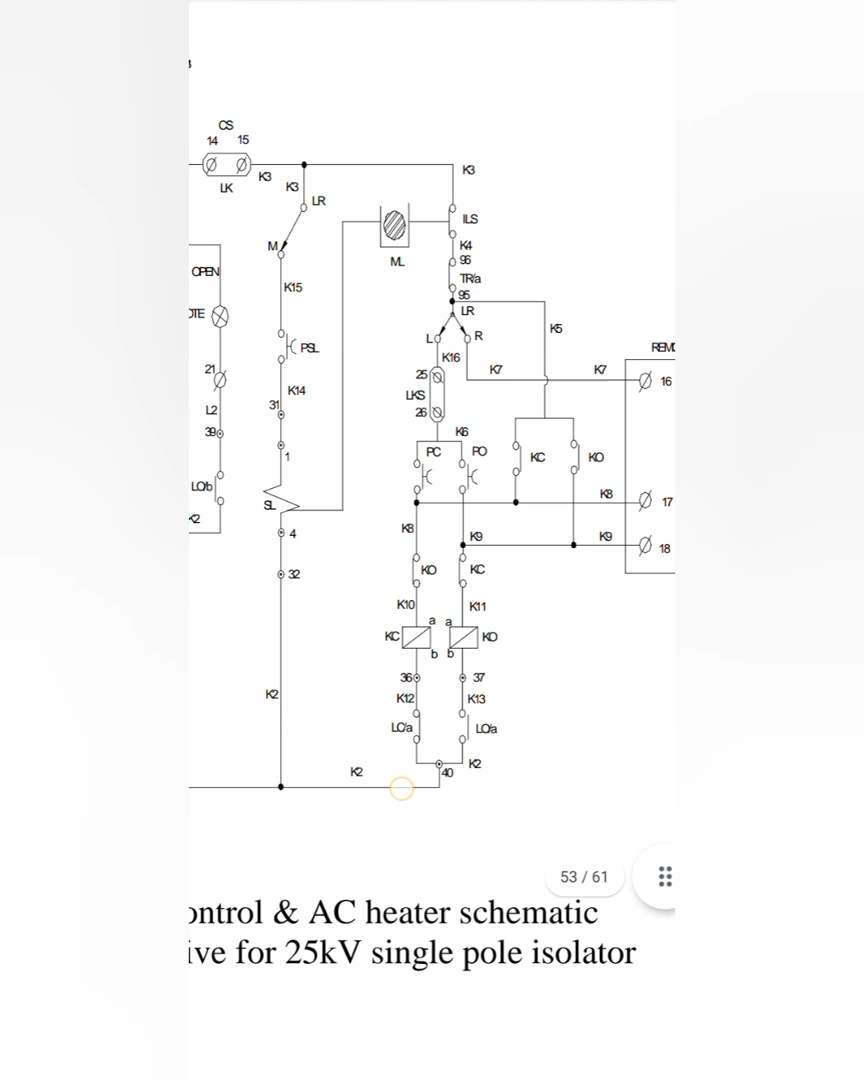 CS
14 15
K3
K3
K3
LK
LR
ILS
M
K4
OPEN
ML
96
TR/a
K15
95
LR
K5
PSL
L
R
REM
K16
21
25
K7
K7
16
K14
LKS
L2
31
26
39
K6
PC
PO
1
KC
KO
LO/b
K8
17
SL
K2
K8
4
K9
K9
18
32
KO
KC
K10
K11
a a
KC
KO
b b
36
37
K2
K12
K13
LO/a
LO/a
K2
K2
40
53 / 61
ontrol & AC heater schematic
ive for 25kV single pole isolator